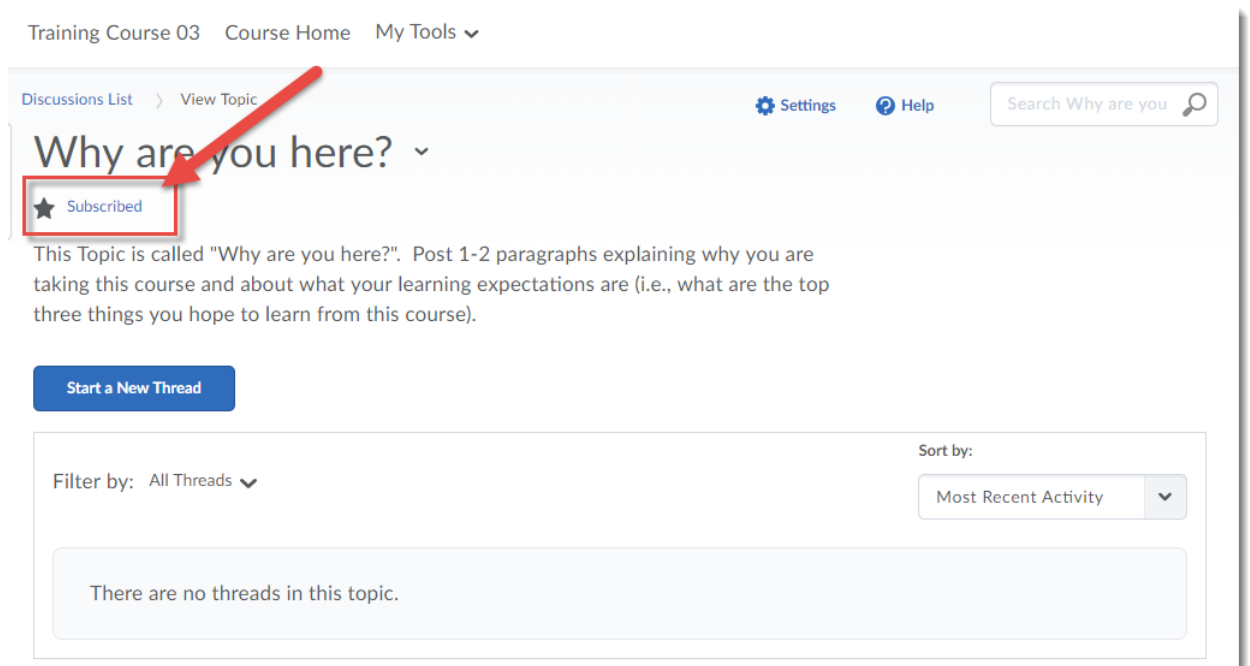 Training Course 03 Course Home My Tools
Discussions List View Topic
Settings Help Search Why are you
Why are you here?
Subscribed
This Topic is called "Why are you here?". Post 1-2 paragraphs explaining why you are
taking this course and about what your learning expectations are (i.e., what are the top
three things you hope to learn from this course).
Start a New Thread
Sort by:
Filter by: All Threads
Most Recent Activity
There are no threads in this topic.